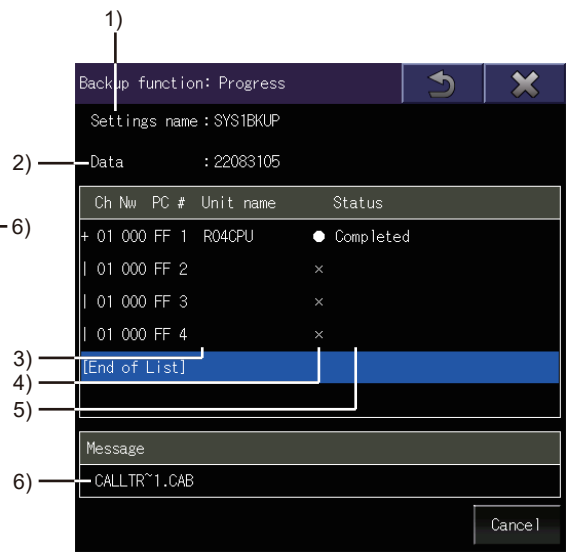 1)
Backup function: Progress
Settings name : SYS1BKUP
2)
Data : 22083105
Ch Nw PC # Unit name Status
6)
+ 01 000 FF 1 R04CPU ● Completed
| 01 000 FF 2 ×
| 01 000 FF 3 ×
| 01 000 FF 4 ×
3)
[End of List]
4)
5)
Message
6)
CALLTR~1.CAB
Cancel